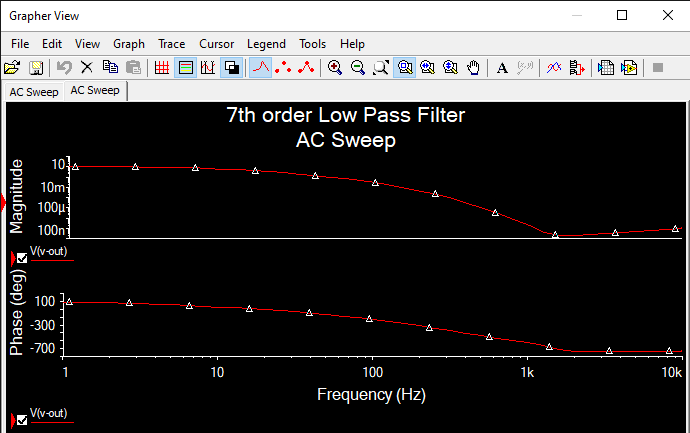 Grapher View
File Edit View Graph Trace Cursor Legend Tools Help
AC Sweep AC Sweep
7th order Low Pass Filter
AC Sweep
Magnitude
10
10m
100µ
100n
V(v-out)
Phase (deg)
100
-300
-700
1 10 100 1k 10k
Frequency (Hz)
V(v-out)